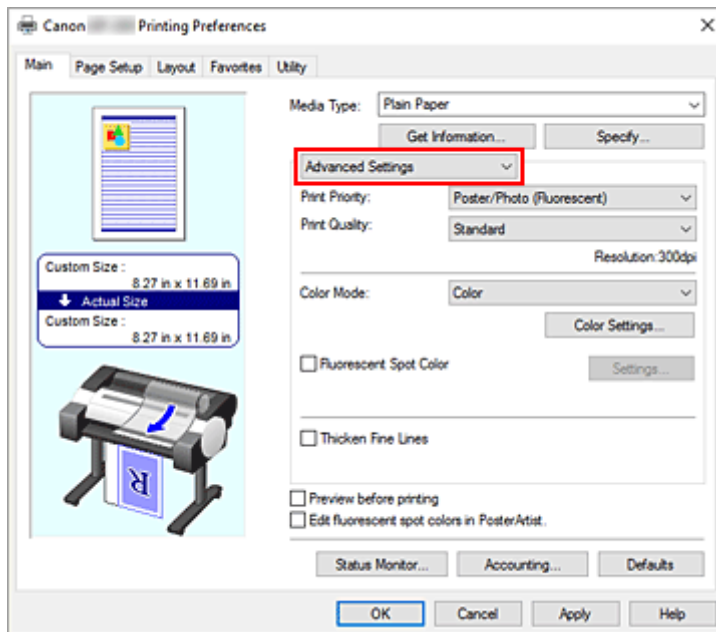 Canon Printing Preferences
Main Page Setup Layout Favorites Utility
Media Type: Plain Paper
Get Information... Specify...
Advanced Settings
Print Priority: Poster/Photo (Fluorescent)
Print Quality: Standard
Resolution:300dpi
Custom Size :
8.27 in x 11.69 in
Actual Size
Custom Size :
8.27 in x 11.69 in
Color Mode: Color
Color Settings...
Fluorescent Spot Color Settings...
Thicken Fine Lines
R
Preview before printing
Edit fluorescent spot colors in PosterArtist.
Status Monitor... Accounting... Defaults
OK Cancel Apply Help